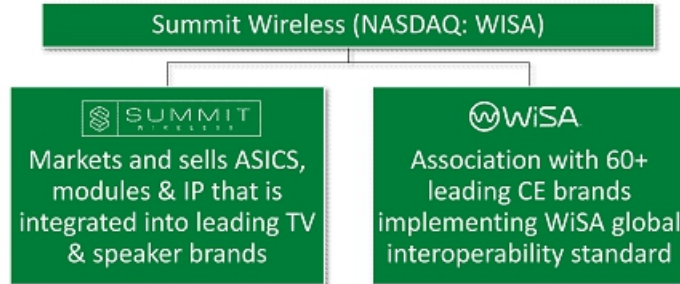 Summit Wireless (NASDAQ: WISA)
SUMMIT
WIRELESS
Markets and sells ASICS,
modules & IP that is
integrated into leading TV
& speaker brands
WiSA
Association with 60+
leading CE brands
implementing WiSA global
interoperability standard